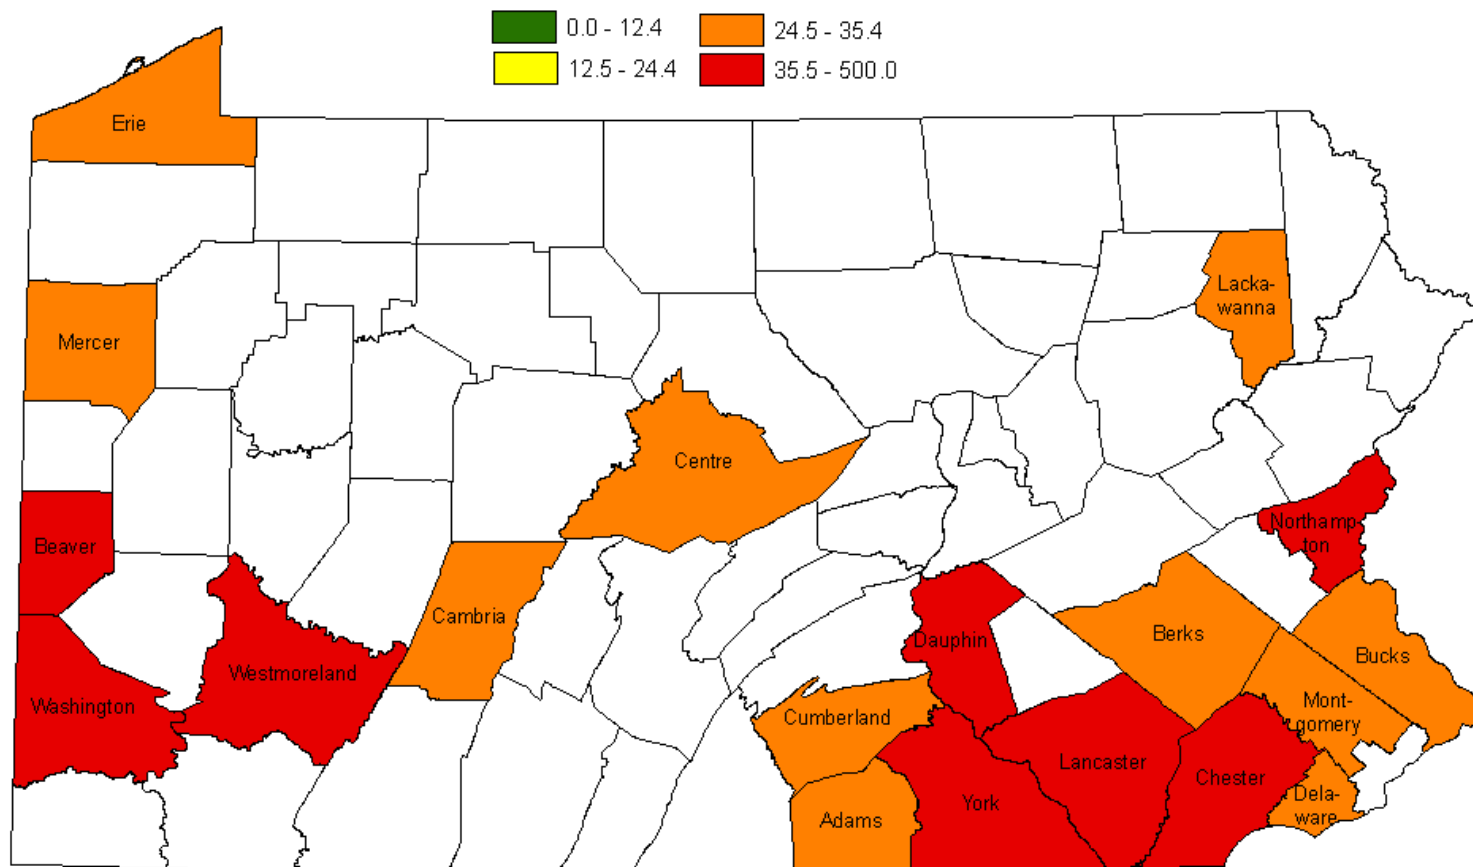 0.0 - 12.4
24.5 - 35.4
12.5 - 24.4
35.5 - 500.0
Erie
Lacka-
wanna
Mercer
Centre
Northamp-
ton
Beaver
Cambria
Dauphin
Berks
Bucks
Westmoreland
Washington
Cumberland
Mont-
gomery
Lancaster
Chester
York
Adams
Dela-
ware